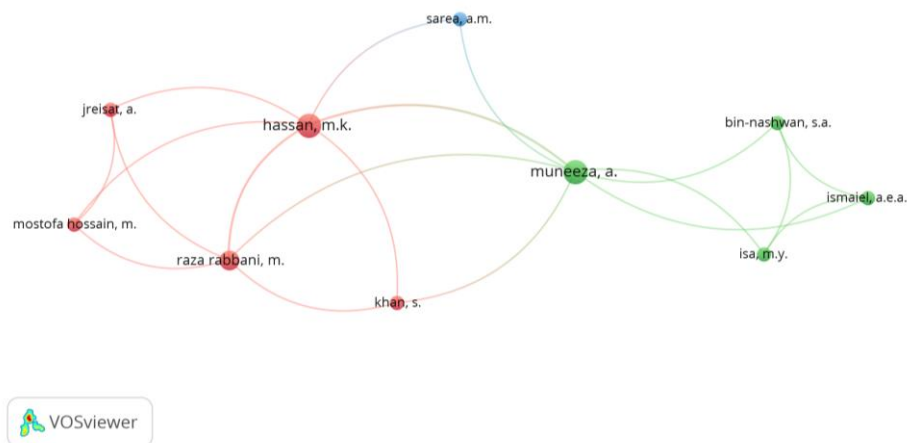 sarea, a.m.
jreisat, a.
hassan, m.k.
bin-nashwan, s.a.
muneeza, a.
ismaiel, a.e.a.
mostofa hossain, m.
raza rabbani, m.
isa, m.y.
khan, s.
VOSviewer